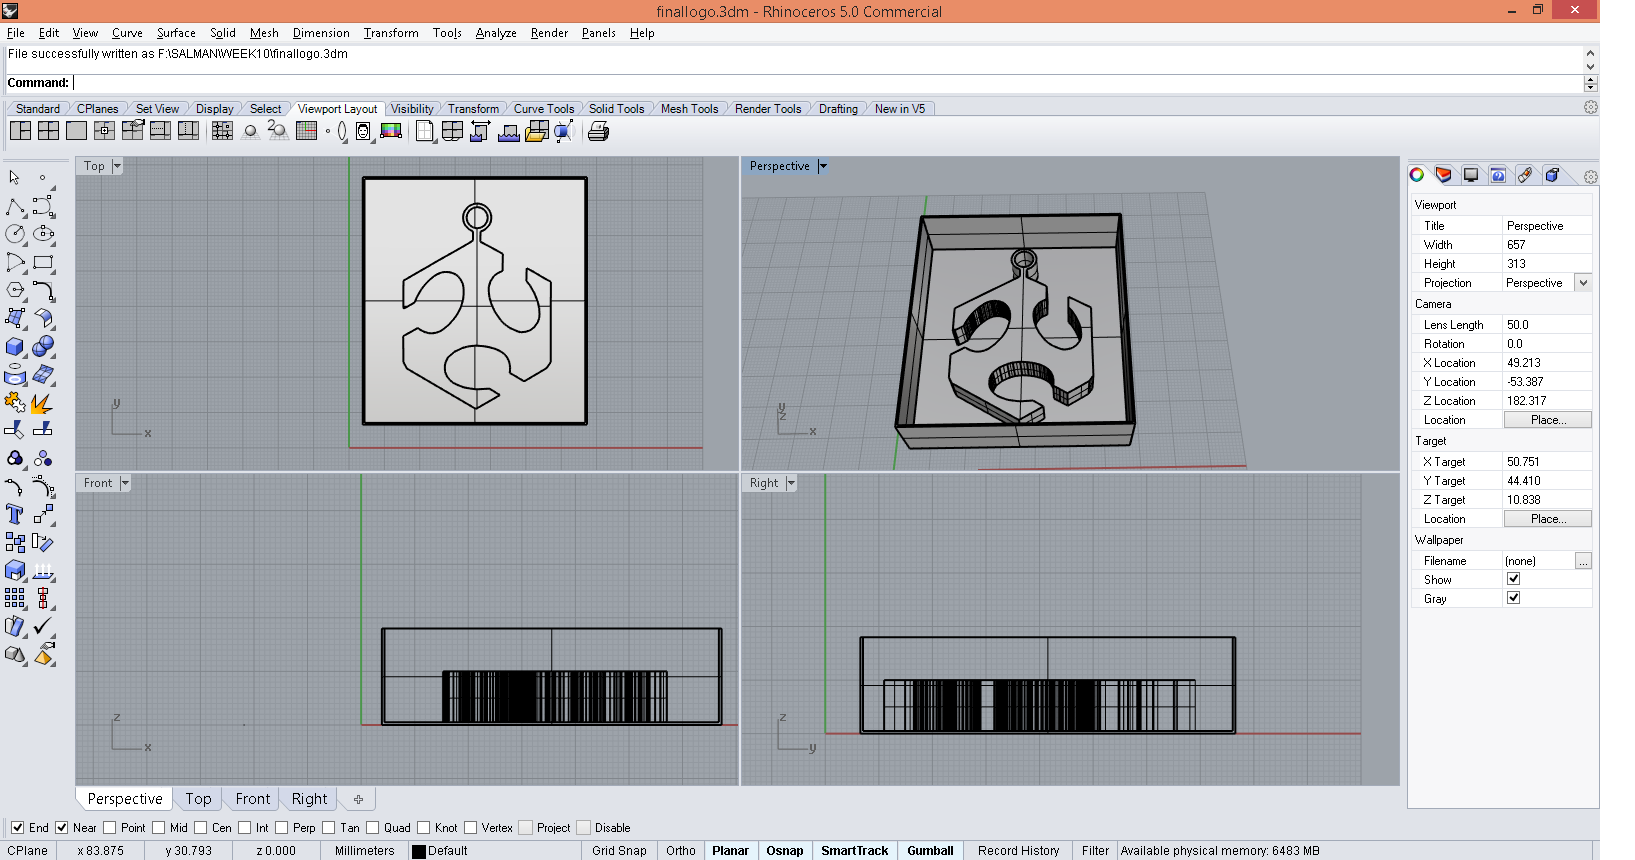 finallogo.3dm - Rhinoceros 5.0 Commercial
File Edit View Curve Surface Solid Mesh Dimension Transform Tools Analyze Render Panels Help
File successfully written as F:\SALMAN\WEEK10\finallogo.3dm
Command:
Standard CPlanes Set View Display Select Viewport Layout Visibility Transform Curve Tools Solid Tools Mesh Tools Render Tools Drafting New in V5
Top
y
x
Perspective
y
z
x
Front
z
x
Right
z
y
Viewport
Title Perspective
Width 657
Height 313
Projection Perspective
Camera
Lens Length 50.0
Rotation 0.0
X Location 49.213
Y Location -53.387
Z Location 182.317
Location Place...
Target
X Target 50.751
Y Target 44.410
Z Target 10.838
Location Place...
Wallpaper
Filename (none) ...
Show
Gray
Perspective Top Front Right
End Near Point Mid Cen Int Perp Tan Quad Knot Vertex Project Disable
CPlane x 83.875 y 30.793 z 0.000 Millimeters Default Grid Snap Ortho Planar Osnap SmartTrack Gumball Record History Filter Available physical memory: 6483 MB